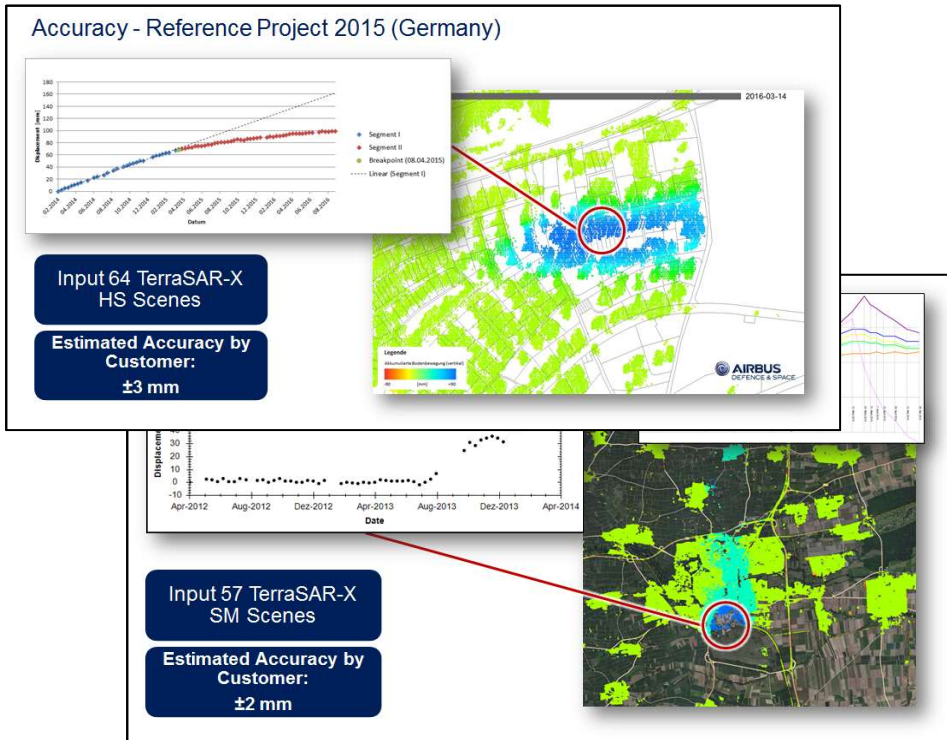 Accuracy - Reference Project 2015 (Germany)
180
160
140
120
100
80
60
40
20
0
Displacement [mm]
02.2014
04.2014
06.2014
08.2014
10.2014
12.2014
02.2015
04.2015
06.2015
08.2015
10.2015
12.2015
02.2016
04.2016
06.2016
08.2016
Datum
Segment I
Segment II
Breakpoint (08.04.2015)
Linear (Segment I)
2016-03-14
Legende
Akkumulierte Bodenbewegung (vertikal)
-90 [mm] +90
AIRBUS
DEFENCE & SPACE
Input 64 TerraSAR-X
HS Scenes
Estimated Accuracy by
Customer:
±3 mm
40
30
20
10
0
-10
Displacem
Apr-2012 Aug-2012 Dez-2012 Apr-2013 Aug-2013 Dez-2013 Apr-2014
Date
Input 57 TerraSAR-X
SM Scenes
Estimated Accuracy by
Customer:
±2 mm